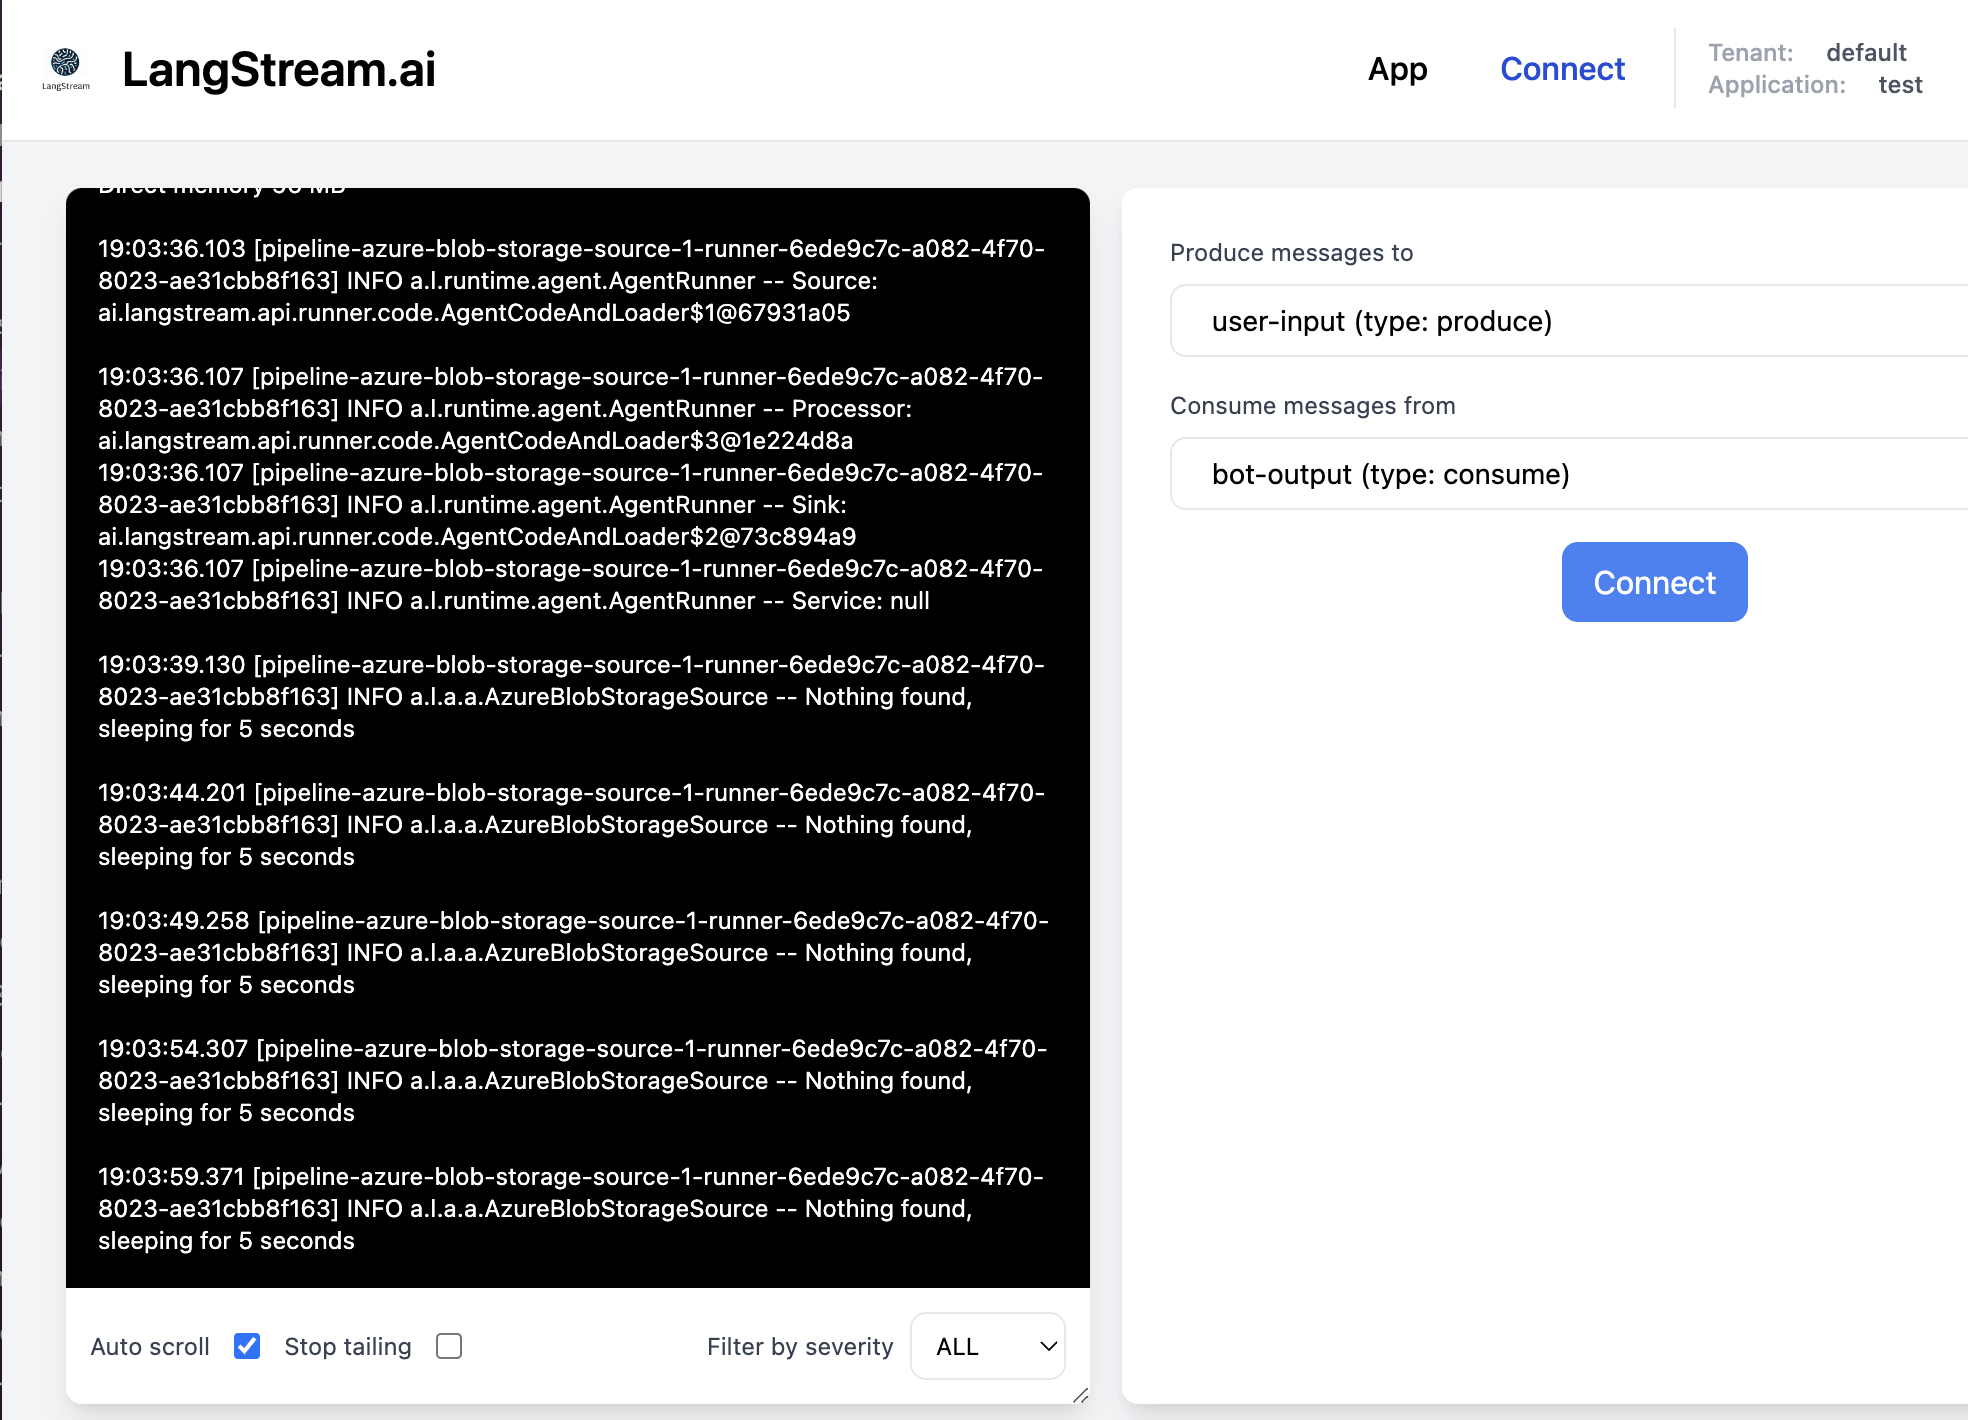 LangStream
LangStream.ai
App
Connect
Tenant: default
Application: test
Direct memory 50 MB
19:03:36.103 [pipeline-azure-blob-storage-source-1-runner-6ede9c7c-a082-4f70-
8023-ae31cbb8f163] INFO a.l.runtime.agent.AgentRunner -- Source:
ai.langstream.api.runner.code.AgentCodeAndLoader$1@67931a05
19:03:36.107 [pipeline-azure-blob-storage-source-1-runner-6ede9c7c-a082-4f70-
8023-ae31cbb8f163] INFO a.l.runtime.agent.AgentRunner -- Processor:
ai.langstream.api.runner.code.AgentCodeAndLoader$3@1e224d8a
19:03:36.107 [pipeline-azure-blob-storage-source-1-runner-6ede9c7c-a082-4f70-
8023-ae31cbb8f163] INFO a.l.runtime.agent.AgentRunner -- Sink:
ai.langstream.api.runner.code.AgentCodeAndLoader$2@73c894a9
19:03:36.107 [pipeline-azure-blob-storage-source-1-runner-6ede9c7c-a082-4f70-
8023-ae31cbb8f163] INFO a.l.runtime.agent.AgentRunner -- Service: null
19:03:39.130 [pipeline-azure-blob-storage-source-1-runner-6ede9c7c-a082-4f70-
8023-ae31cbb8f163] INFO a.l.a.a.AzureBlobStorageSource -- Nothing found,
sleeping for 5 seconds
19:03:44.201 [pipeline-azure-blob-storage-source-1-runner-6ede9c7c-a082-4f70-
8023-ae31cbb8f163] INFO a.l.a.a.AzureBlobStorageSource -- Nothing found,
sleeping for 5 seconds
19:03:49.258 [pipeline-azure-blob-storage-source-1-runner-6ede9c7c-a082-4f70-
8023-ae31cbb8f163] INFO a.l.a.a.AzureBlobStorageSource -- Nothing found,
sleeping for 5 seconds
19:03:54.307 [pipeline-azure-blob-storage-source-1-runner-6ede9c7c-a082-4f70-
8023-ae31cbb8f163] INFO a.l.a.a.AzureBlobStorageSource -- Nothing found,
sleeping for 5 seconds
19:03:59.371 [pipeline-azure-blob-storage-source-1-runner-6ede9c7c-a082-4f70-
8023-ae31cbb8f163] INFO a.l.a.a.AzureBlobStorageSource -- Nothing found,
sleeping for 5 seconds
Auto scroll
Stop tailing
Filter by severity
ALL
Produce messages to
user-input (type: produce)
Consume messages from
bot-output (type: consume)
Connect